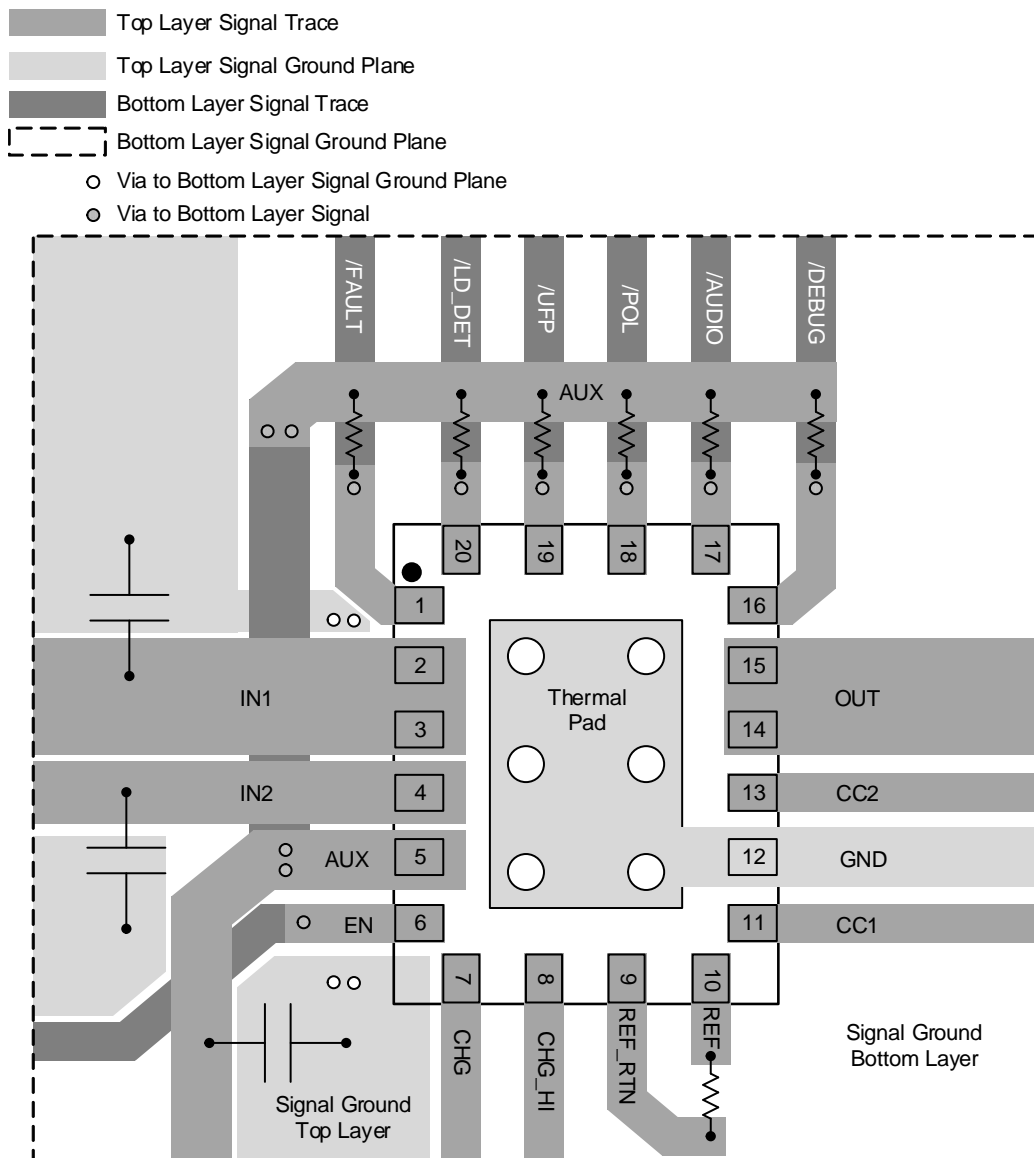 Top Layer Signal Trace
Top Layer Signal Ground Plane
Bottom Layer Signal Trace
Bottom Layer Signal Ground Plane
Via to Bottom Layer Signal Ground Plane
Via to Bottom Layer Signal
/FAULT
/LD_DET
/UFP
/POL
/AUDIO
/DEBUG
AUX
20
19
18
17
1
16
2
15
Thermal
Pad
IN1
OUT
3
14
IN2
4
13
CC2
AUX
5
12
GND
EN
6
11
CC1
7
8
9
10
CHG
CHG_HI
REF_RTN
REF
Signal Ground
Bottom Layer
Signal Ground
Top Layer